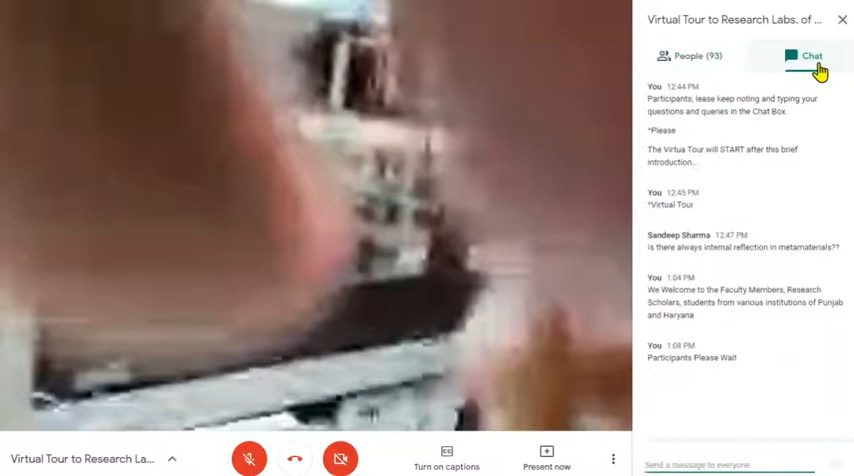 Virtual Tour to Research Labs. of ...
People (93)
Chat
You 12:44 PM
Participants, lease keep noting and typing your
questions and queries in the Chat Box.
*Please
The Virtua Tour will START after this brief
introduction...
You 12:45 PM
*Virtual Tour
Sandeep Sharma 12:47 PM
Is there always internal reflection in metamaterials??
You 1:04 PM
We Welcome to the Faculty Members, Research
Scholars, students from various institutions of Punjab
and Haryana
You 1:08 PM
Participants Please Wait
Send a message to everyone
Virtual Tour to Research La...
Turn on captions
Present now